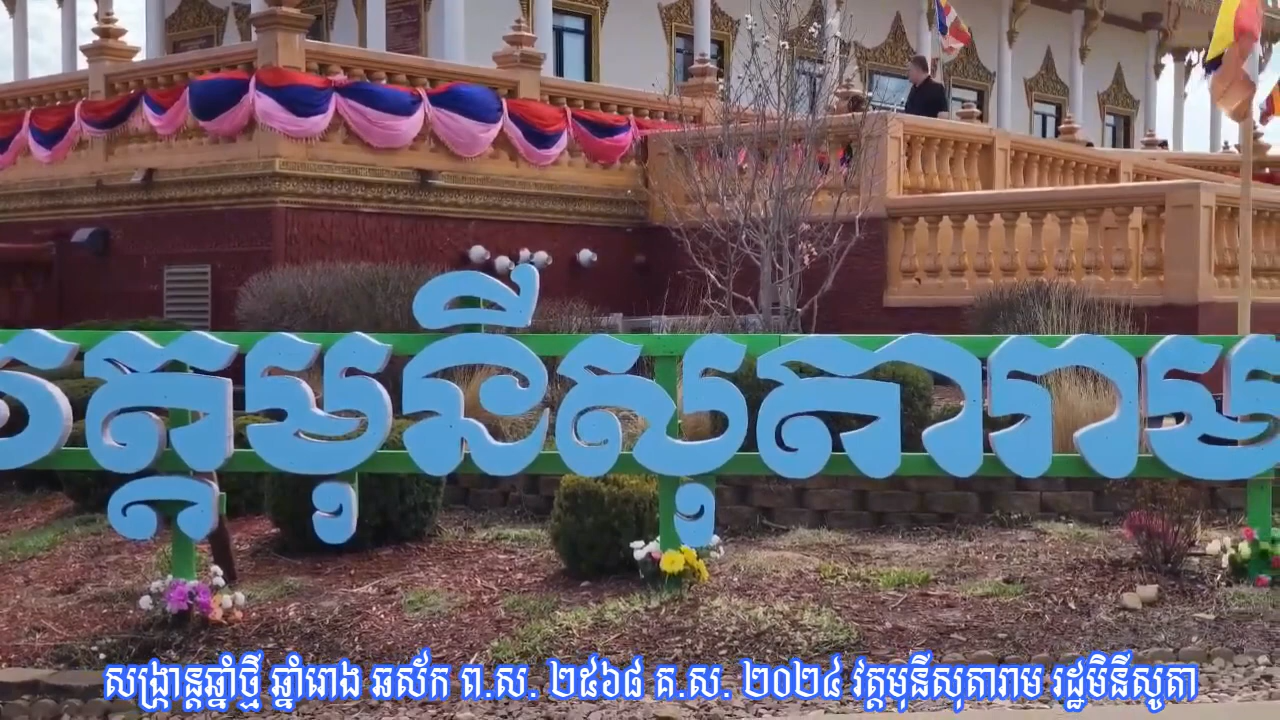 វត្តមុនីសុតារាម
សង្ក្រាន្តឆ្នាំថ្មី ឆ្នាំរោង ឆស័ក ព.ស. ២៥៦៨ គ.ស. ២០២៤ វត្តមុនីសុតារាម រដ្ឋមិនីសូតា